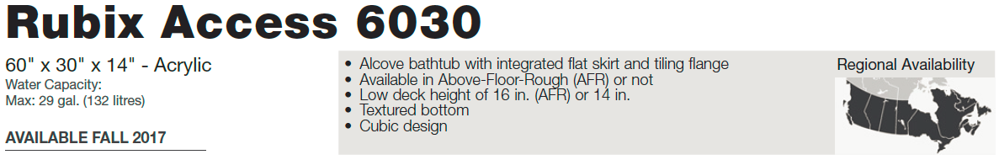 Rubix Access 6030
60" x 30" x 14" - Acrylic
Water Capacity:
Max: 29 gal. (132 litres)
AVAILABLE FALL 2017
• Alcove bathtub with integrated flat skirt and tiling flange
• Available in Above-Floor-Rough (AFR) or not
• Low deck height of 16 in. (AFR) or 14 in.
• Textured bottom
• Cubic design
Regional Availability